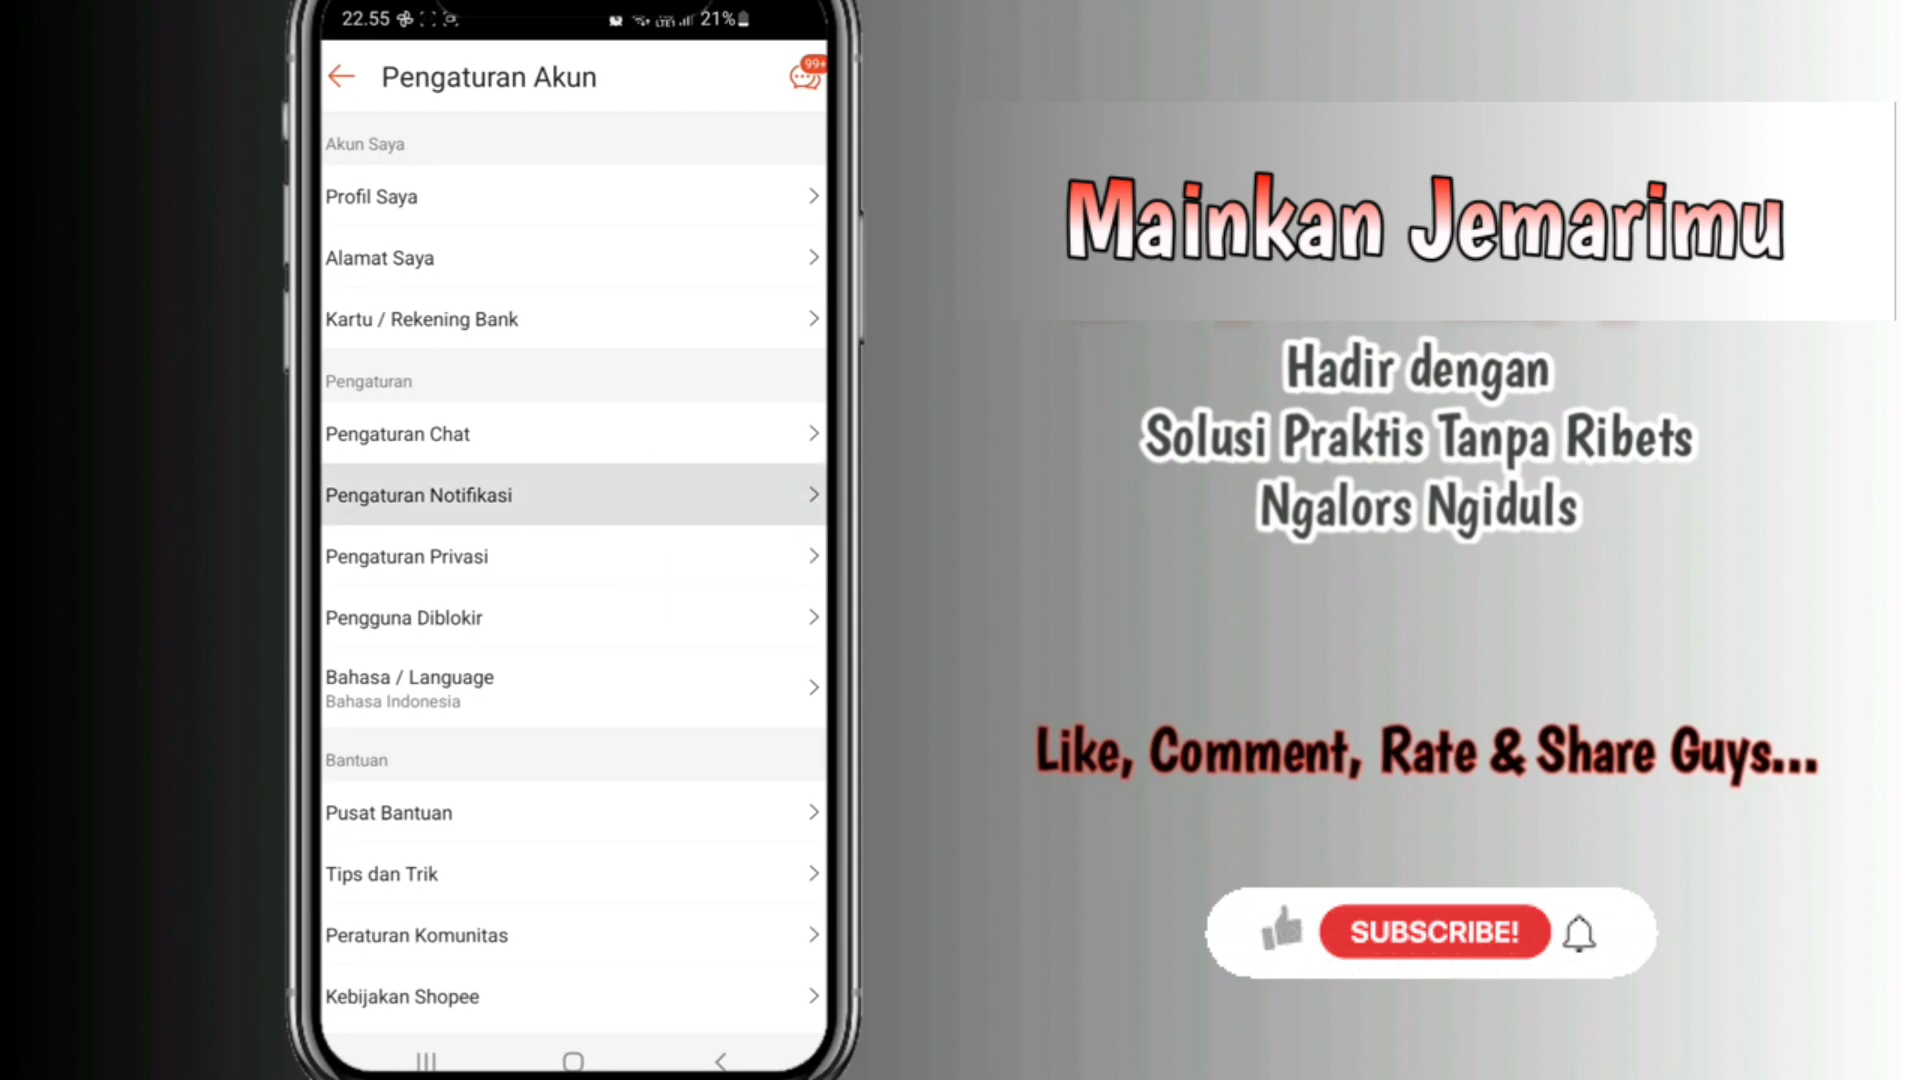 22.55
LTE1
21%
Pengaturan Akun
99+
Akun Saya
Profil Saya
Alamat Saya
Kartu / Rekening Bank
Pengaturan
Pengaturan Chat
Pengaturan Notifikasi
Pengaturan Privasi
Pengguna Diblokir
Bahasa / Language
Bahasa Indonesia
Bantuan
Pusat Bantuan
Tips dan Trik
Peraturan Komunitas
Kebijakan Shopee
Mainkan Jemarimu
Hadir dengan
Solusi Praktis Tanpa Ribets
Ngalors Ngiduls
Like, Comment, Rate & Share Guys...
SUBSCRIBE!